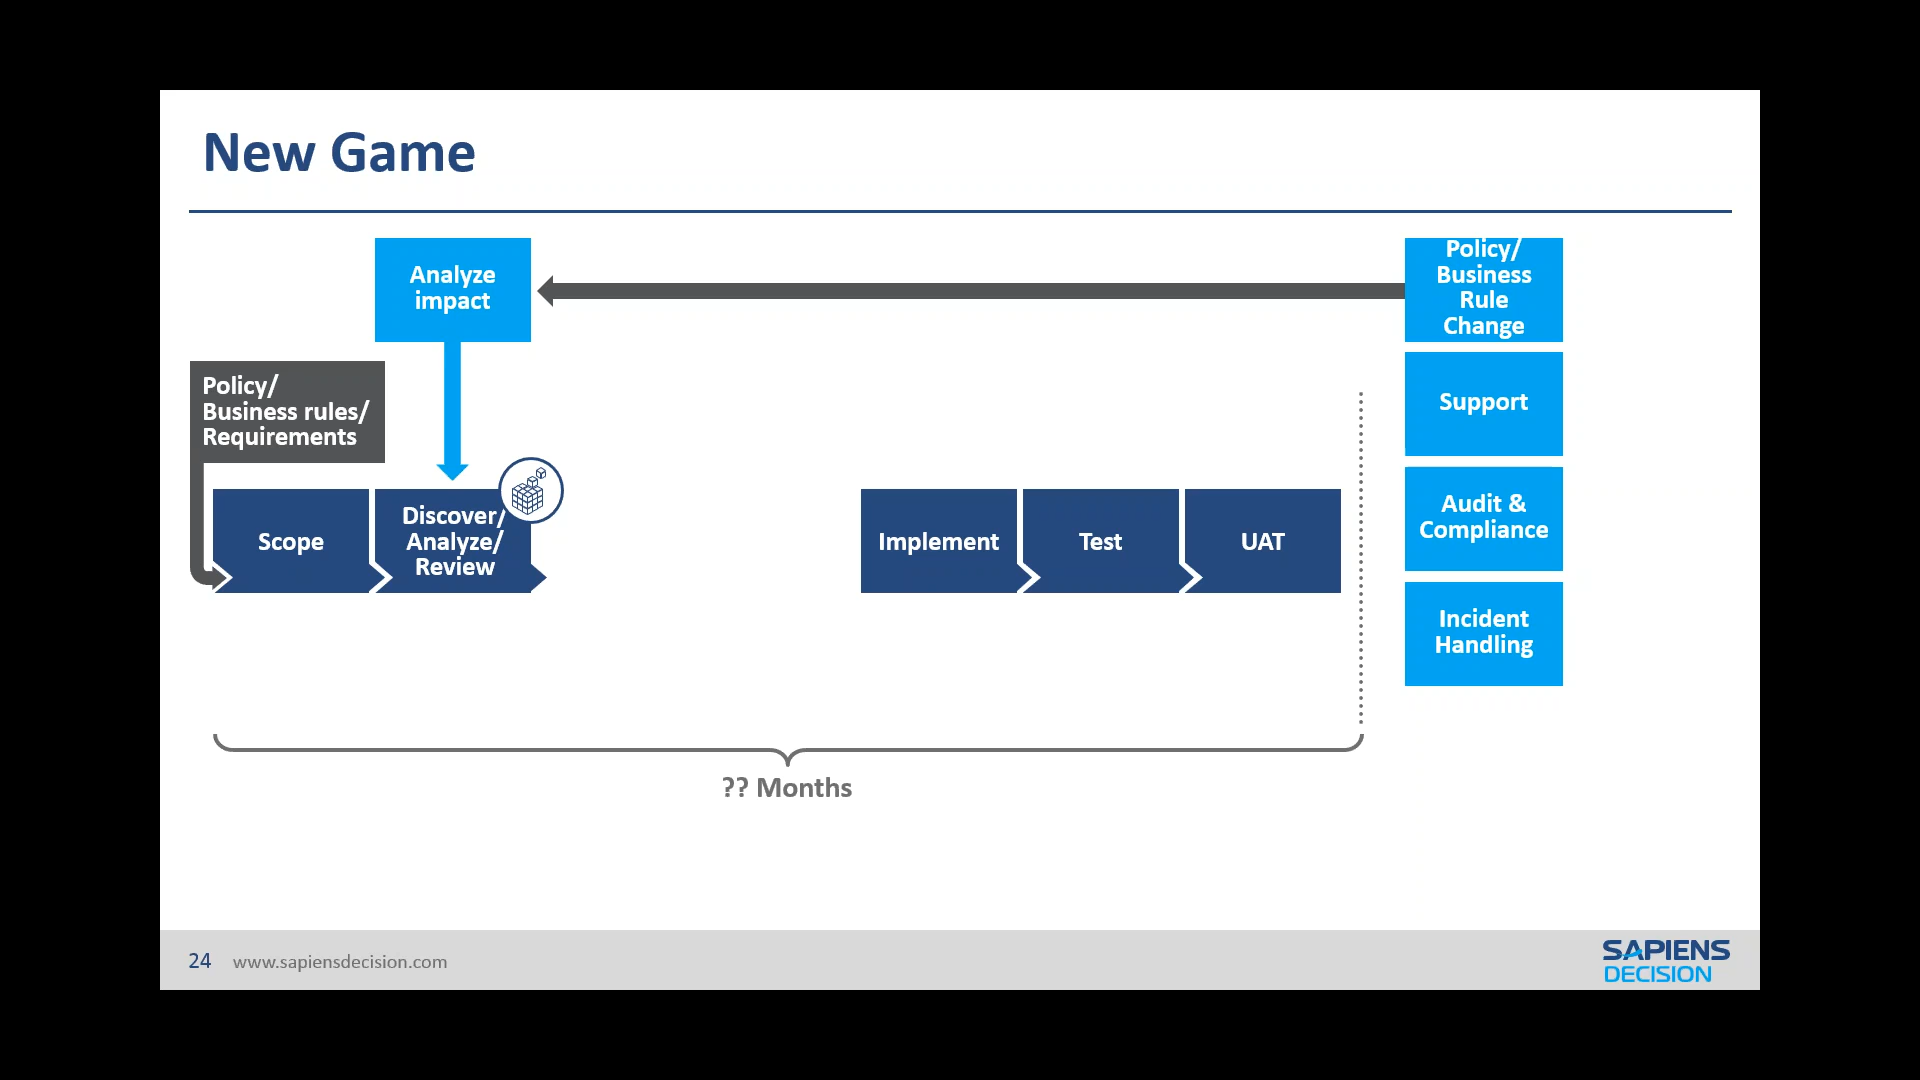 New Game
Analyze
impact
Policy/
Business
Rule
Change
Policy/
Business rules/
Requirements
Support
Scope
Discover/
Analyze/
Review
Implement
Test
UAT
Audit &
Compliance
Incident
Handling
?? Months
24
www.sapiensdecision.com
SAPIENS
DECISION